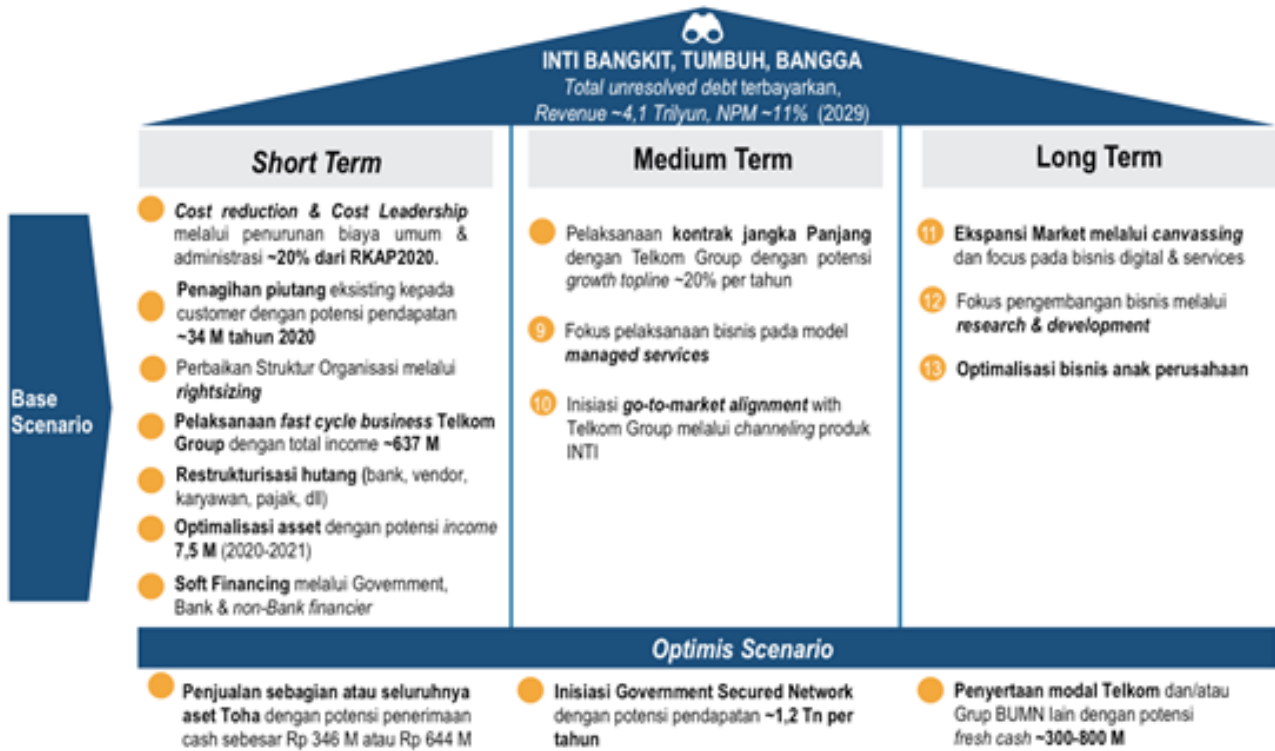 INTI BANGKIT, TUMBUH, BANGGA
Total unresolved debt terbayarkan,
Revenue ~4,1 Trilyun, NPM ~11% (2029)
Base
Scenario
Short Term
Cost reduction & Cost Leadership
melalui penurunan biaya umum &
administrasi ~20% dari RKAP2020.
Penagihan piutang eksisting kepada
customer dengan potensi pendapatan
~34 M tahun 2020
Perbaikan Struktur Organisasi melalui
rightsizing
Pelaksanaan fast cycle business Telkom
Group dengan total income ~637 M
Restrukturisasi hutang (bank, vendor,
karyawan, pajak, dll)
Optimalisasi asset dengan potensi income
7,5 M (2020-2021)
Soft Financing melalui Government,
Bank & non-Bank financier
Medium Term
Pelaksanaan kontrak jangka Panjang
dengan Telkom Group dengan potensi
growth topline ~20% per tahun
9 Fokus pelaksanaan bisnis pada model
managed services
10 Inisiasi go-to-market alignment with
Telkom Group melalui channeling produk
INTI
Long Term
11 Ekspansi Market melalui canvassing
dan focus pada bisnis digital & services
12 Fokus pengembangan bisnis melalui
research & development
13 Optimalisasi bisnis anak perusahaan
Optimis Scenario
Penjualan sebagian atau seluruhnya
aset Toha dengan potensi penerimaan
cash sebesar Rp 346 M atau Rp 644 M
Inisiasi Government Secured Network
dengan potensi pendapatan ~1,2 Tn per
tahun
Penyertaan modal Telkom dan/atau
Grup BUMN lain dengan potensi
fresh cash ~300-800 M